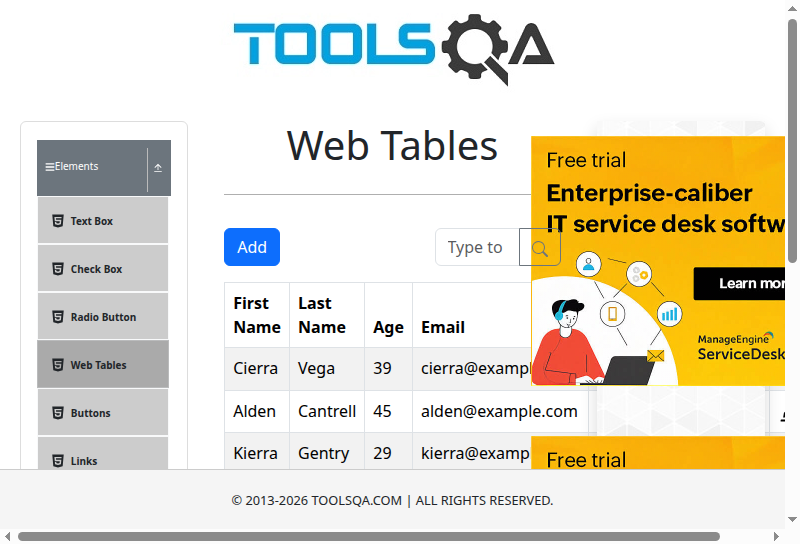 TOOLSQA
Elements
Text Box
Check Box
Radio Button
Web Tables
Buttons
Links
Web Tables
Add
Type to
First Name
Last Name
Age
Email
Cierra
Vega
39
cierra@exampl
Alden
Cantrell
45
alden@example.com
Kierra
Gentry
29
kierra@examp
Free trial
Enterprise-caliber
IT service desk softw
Learn mor
ManageEngine
ServiceDesk
Free trial
© 2013-2026 TOOLSQA.COM | ALL RIGHTS RESERVED.